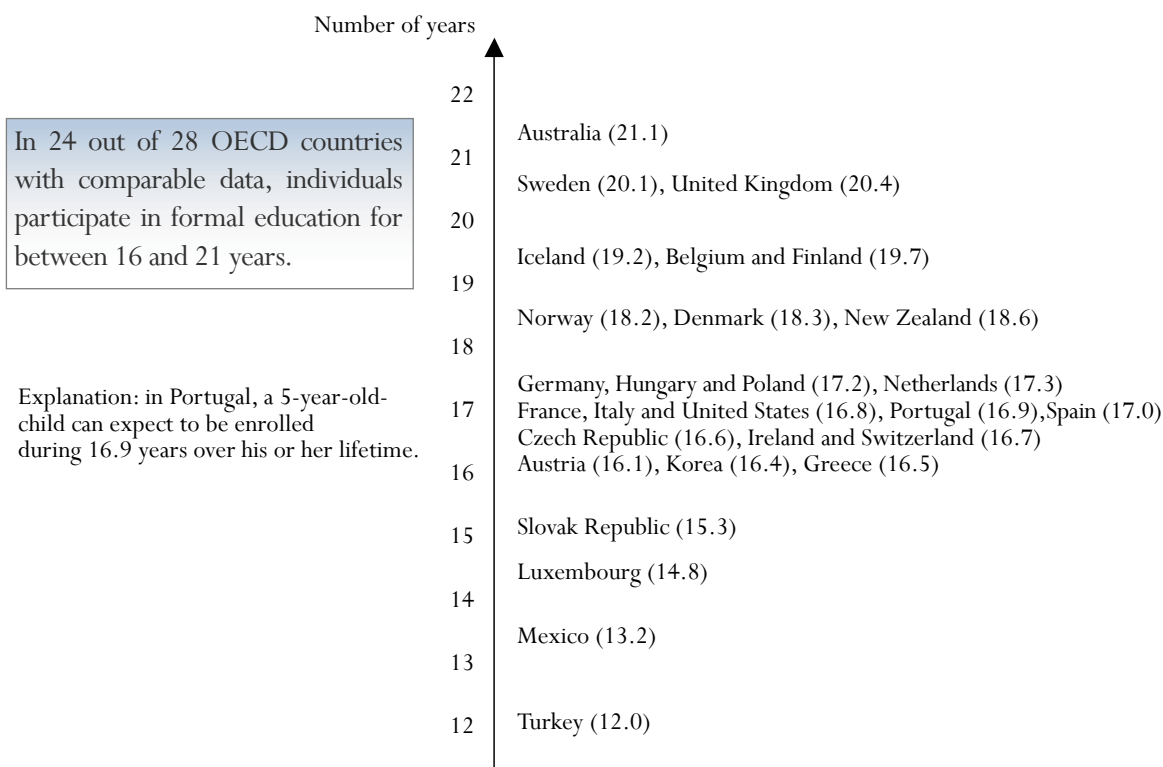 Number of years
22
Australia (21.1)
In 24 out of 28 OECD countries
with comparable data, individuals
participate in formal education for
between 16 and 21 years.
21
Sweden (20.1), United Kingdom (20.4)
20
Iceland (19.2), Belgium and Finland (19.7)
19
Norway (18.2), Denmark (18.3), New Zealand (18.6)
18
Explanation: in Portugal, a 5-year-old-
child can expect to be enrolled
during 16.9 years over his or her lifetime.
Germany, Hungary and Poland (17.2), Netherlands (17.3)
17
France, Italy and United States (16.8), Portugal (16.9),Spain (17.0)
Czech Republic (16.6), Ireland and Switzerland (16.7)
Austria (16.1), Korea (16.4), Greece (16.5)
16
Slovak Republic (15.3)
15
Luxembourg (14.8)
14
Mexico (13.2)
13
12
Turkey (12.0)